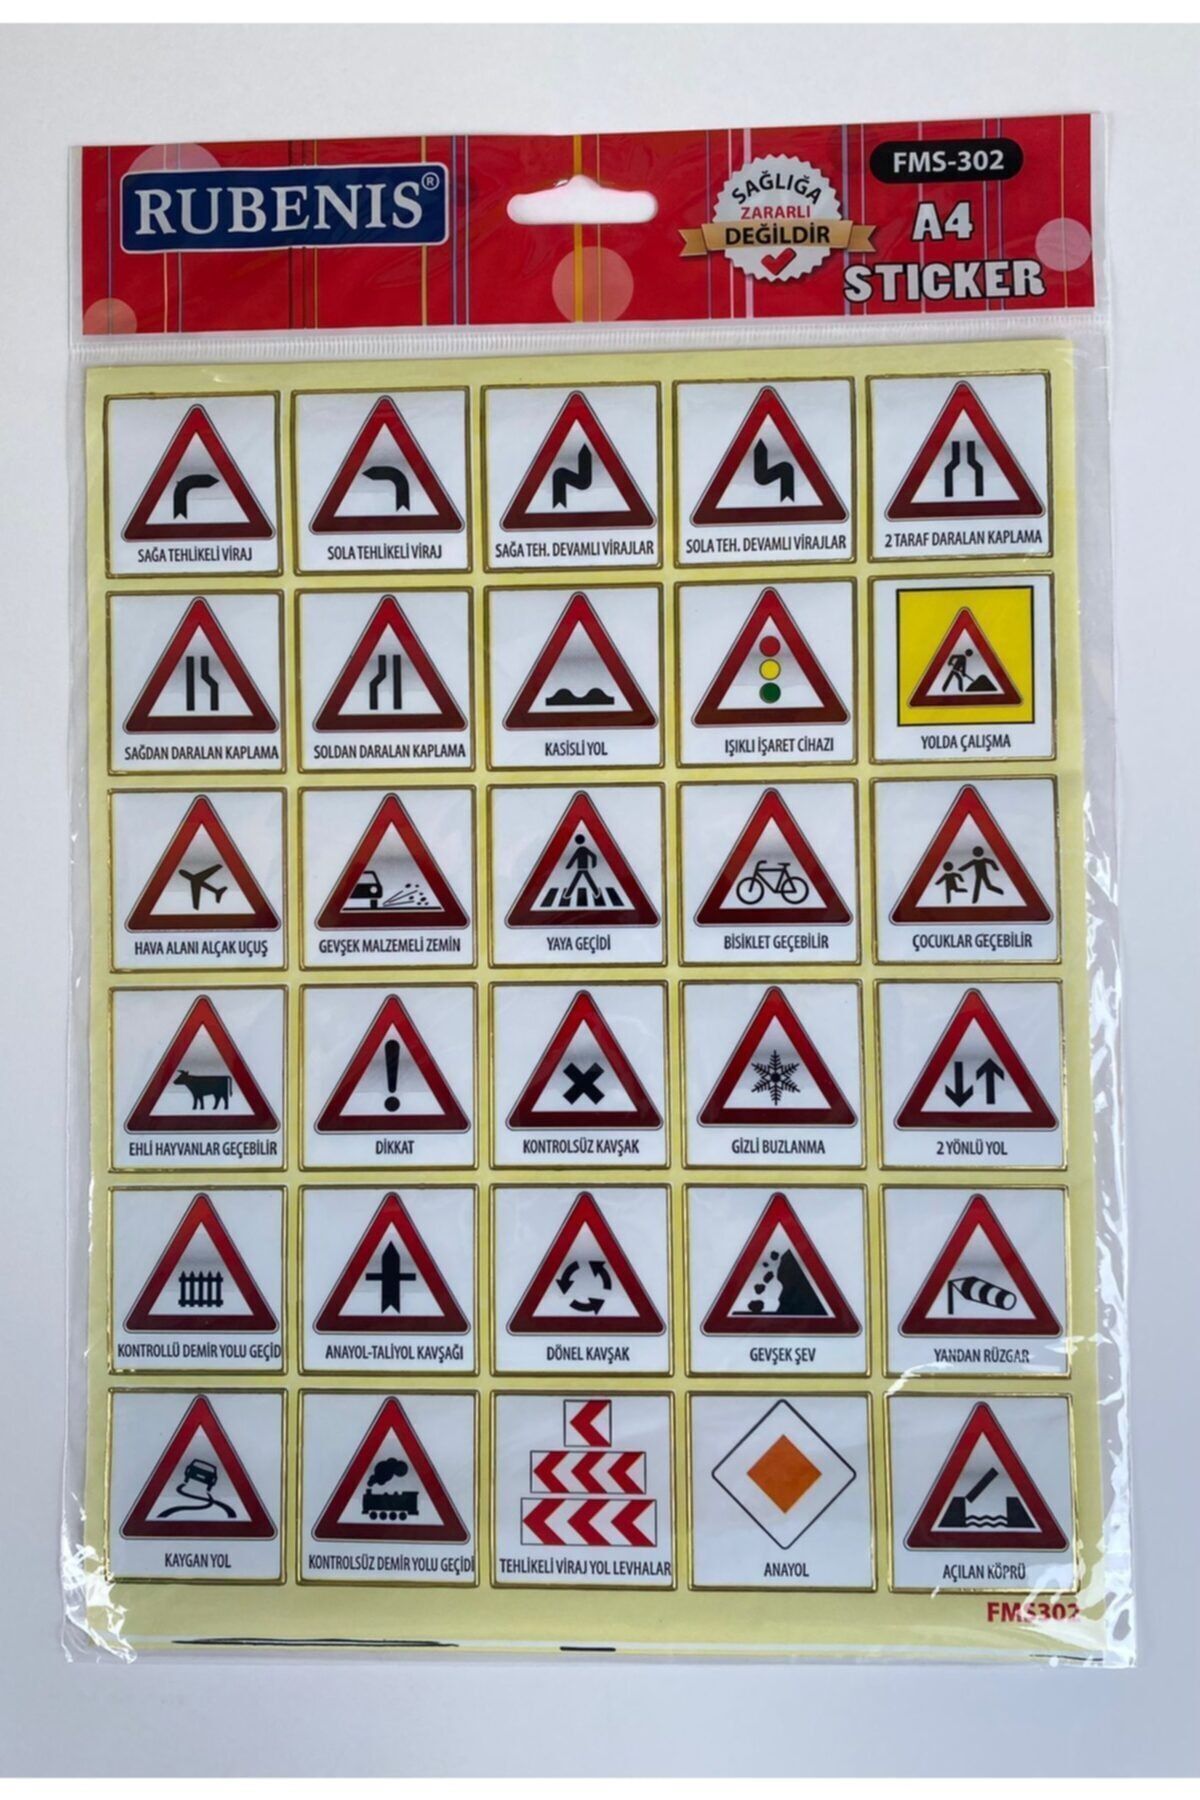 RUBENIS®
SAĞLIĞA
ZARARLI
DEĞİLDİR
FMS-302
A4
STICKER
SAĞA TEHLİKELİ VİRAJ
SOLA TEHLİKELİ VİRAJ
SAĞA TEH. DEVAMLI VİRAJLAR
SOLA TEH. DEVAMLI VİRAJLAR
2 TARAF DARALAN KAPLAMA
SAĞDAN DARALAN KAPLAMA
SOLDAN DARALAN KAPLAMA
KASİSLİ YOL
IŞIKLI İŞARET CİHAZI
YOLDA ÇALIŞMA
HAVA ALANI ALÇAK UÇUŞ
GEVŞEK MALZEMELİ ZEMİN
YAYA GEÇİDİ
BİSİKLET GEÇEBİLİR
ÇOCUKLAR GEÇEBİLİR
EHLİ HAYVANLAR GEÇEBİLİR
DİKKAT
KONTROLSÜZ KAVŞAK
GİZLİ BUZLANMA
2 YÖNLÜ YOL
KONTROLLÜ DEMİR YOLU GEÇİD
ANAYOL-TALİYOL KAVŞAĞI
DÖNEL KAVŞAK
GEVŞEK ŞEV
YANDAN RÜZGAR
KAYGAN YOL
KONTROLSÜZ DEMİR YOLU GEÇİDİ
TEHLİKELİ VİRAJ YOL LEVHALAR
ANAYOL
AÇILAN KÖPRÜ
FMS302